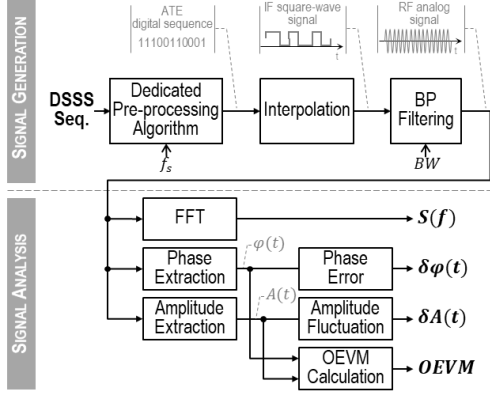 SIGNAL GENERATION
ATE
digital sequence
11100110001
IF square-wave
signal
t
RF analog
signal
t
DSSS
Seq.
Dedicated
Pre-processing
Algorithm
Interpolation
BP
Filtering
fs
BW
SIGNAL ANALYSIS
FFT
S(f)
Phase
Extraction
φ(t)
Phase
Error
δφ(t)
Amplitude
Extraction
A(t)
Amplitude
Fluctuation
δA(t)
OEVM
Calculation
OEVM